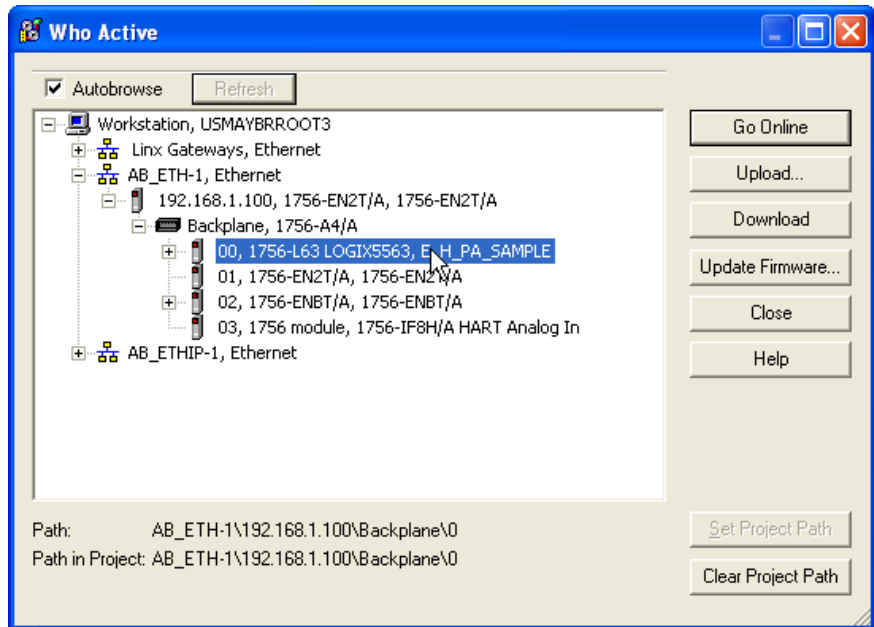 Who Active
Autobrowse
Refresh
Workstation, USMAYBRROOT3
Linx Gateways, Ethernet
AB_ETH-1, Ethernet
192.168.1.100, 1756-EN2T/A, 1756-EN2T/A
Backplane, 1756-A4/A
00, 1756-L63 LOGIX5563, _H_PA_SAMPLE
01, 1756-EN2T/A,
02, 1756-ENBT/A, 1756-ENBT/A
03, 1756 module, 1756-IF8H/A HART Analog In
AB_ETHIP-1, Ethernet
Go Online
Upload...
Download
Update Firmware...
Close
Help
Path: AB_ETH-1\192.168.1.100\Backplane\0
Path in Project: AB_ETH-1\192.168.1.100\Backplane\0
Set Project Path
Clear Project Path